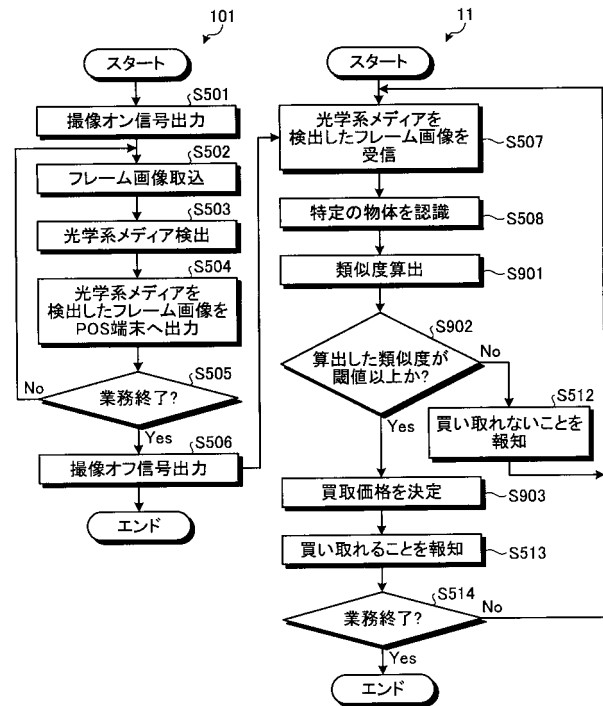 101
スタート
S501
撮像オン信号出力
S502
フレーム画像取込
S503
光学系メディア検出
S504
光学系メディアを
検出したフレーム画像を
POS端末へ出力
S505
No
業務終了?
Yes
S506
撮像オフ信号出力
エンド
11
スタート
光学系メディアを
検出したフレーム画像を
受信
S507
特定の物体を認識
S508
類似度算出
S901
S902
算出した類似度が
閾値以上か?
No
Yes
S512
買い取れないことを
報知
買取価格を決定
S903
買い取れることを報知
S513
S514
業務終了?
No
Yes
エンド